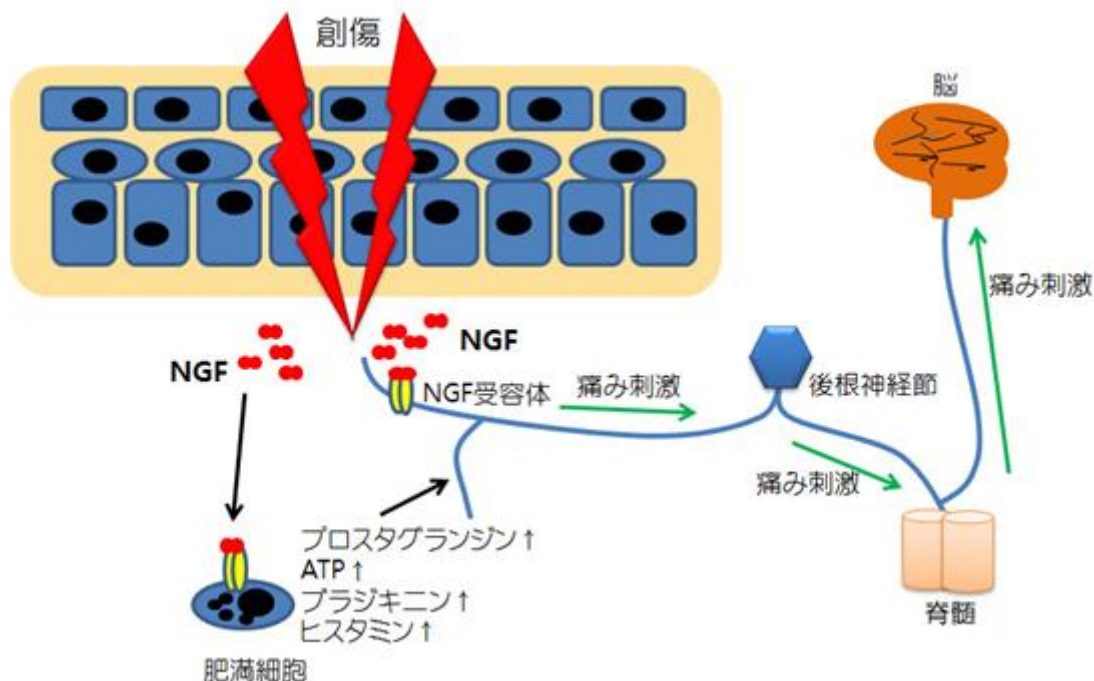 創傷
脳
痛み刺激
NGF
NGF
NGF受容体
痛み刺激
後根神経節
痛み刺激
プロスタグランジン↑
ATP↑
ブラジキニン↑
ヒスタミン↑
脊髄
肥満細胞